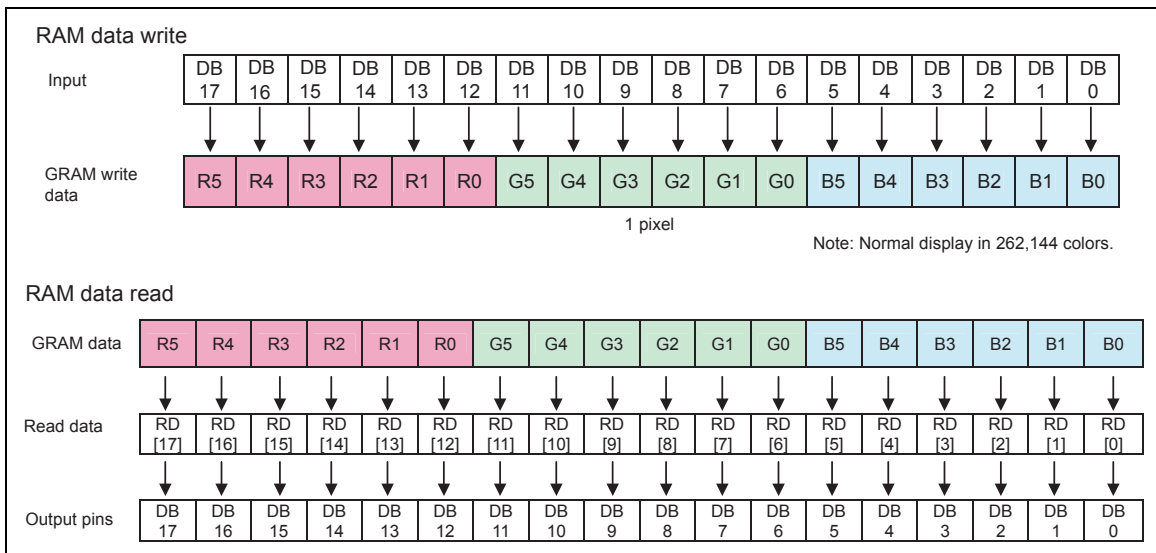 RAM data write
Input
DB DB DB DB DB DB DB DB DB DB DB DB DB DB DB DB DB DB
17 16 15 14 13 12 11 10 9 8 7 6 5 4 3 2 1 0
GRAM write
data
R5 R4 R3 R2 R1 R0 G5 G4 G3 G2 G1 G0 B5 B4 B3 B2 B1 B0
1 pixel
Note: Normal display in 262,144 colors.
RAM data read
GRAM data R5 R4 R3 R2 R1 R0 G5 G4 G3 G2 G1 G0 B5 B4 B3 B2 B1 B0
Read data
RD RD RD RD RD RD RD RD RD RD RD RD RD RD RD RD RD RD
[17] [16] [15] [14] [13] [12] [11] [10] [9] [8] [7] [6] [5] [4] [3] [2] [1] [0]
Output pins
DB DB DB DB DB DB DB DB DB DB DB DB DB DB DB DB DB DB
17 16 15 14 13 12 11 10 9 8 7 6 5 4 3 2 1 0